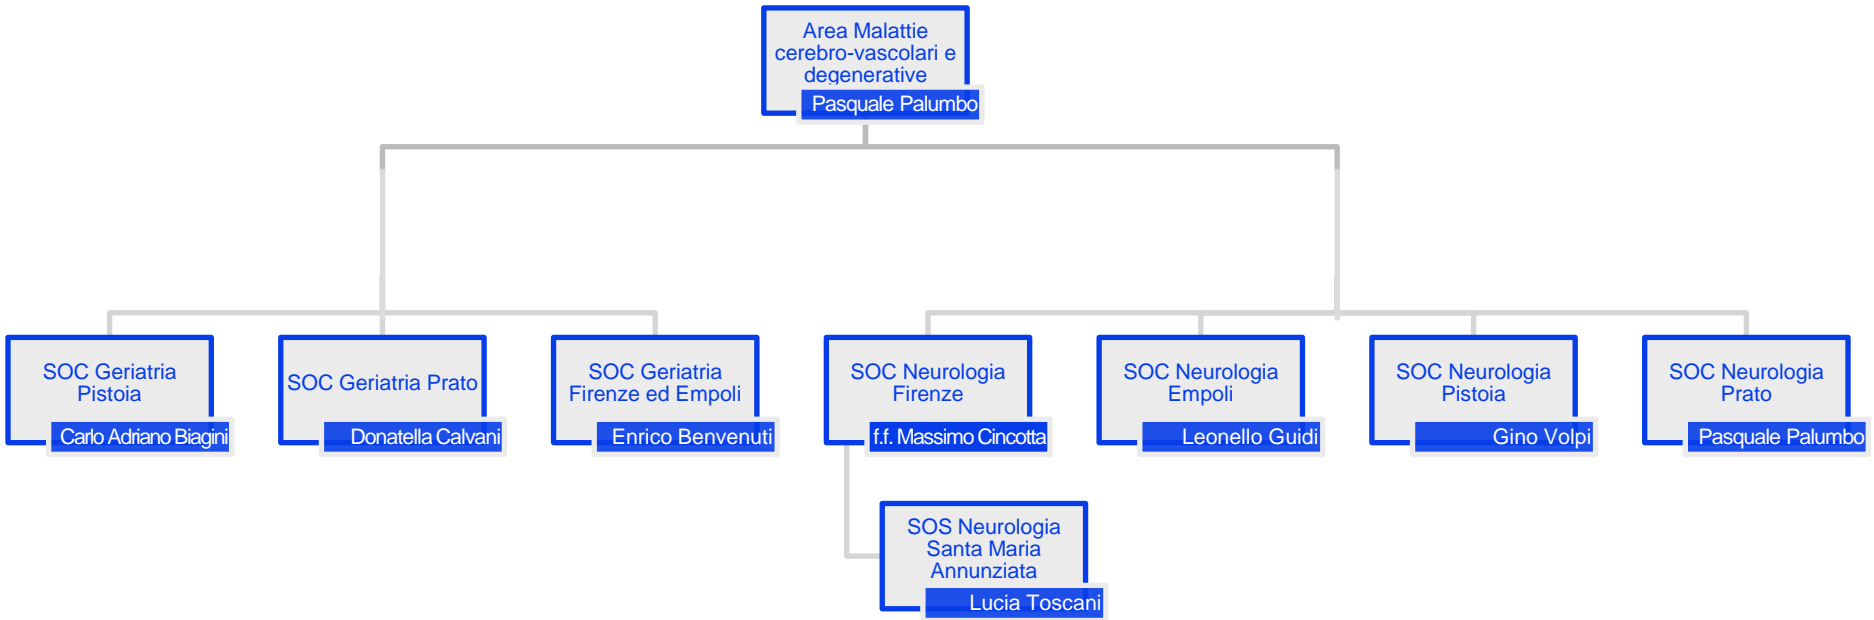 Area Malattie
cerebro-vascolari e
degenerative
Pasquale Palumbo
SOC Geriatria
Pistoia
Carlo Adriano Biagini
SOC Geriatria Prato
Donatella Calvani
SOC Geriatria
Firenze ed Empoli
Enrico Benvenuti
SOC Neurologia
Firenze
f.f. Massimo Cincotta
SOC Neurologia
Empoli
Leonello Guidi
SOC Neurologia
Pistoia
Gino Volpi
SOC Neurologia
Prato
Pasquale Palumbo
SOS Neurologia
Santa Maria
Annunziata
Lucia Toscani